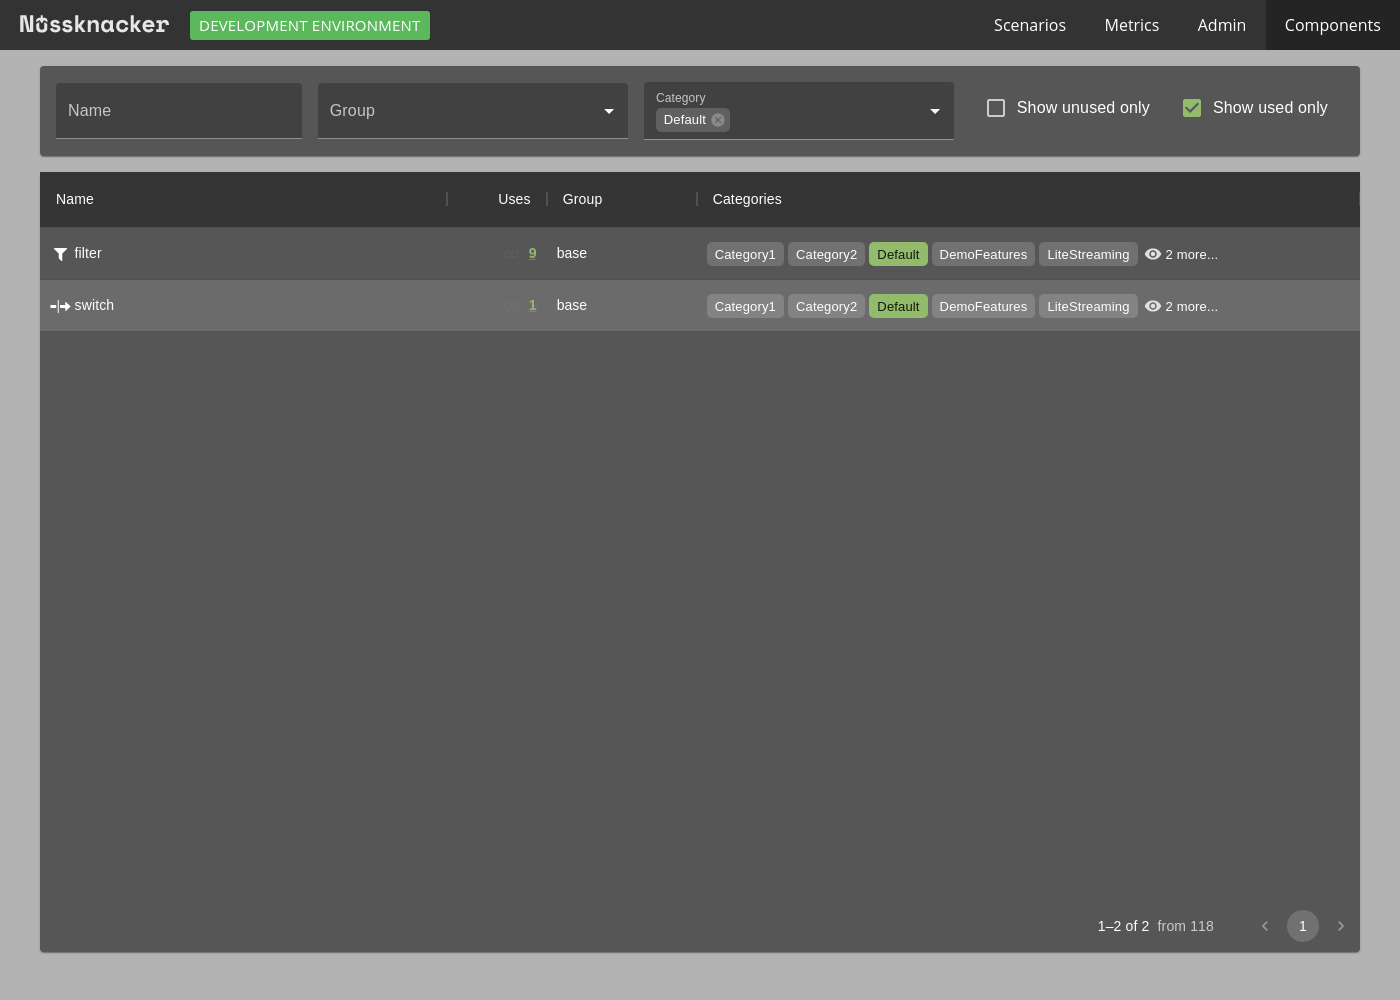 Nussknacker DEVELOPMENT ENVIRONMENT Scenarios Metrics Admin Components
Name Group Category Default Show unused only Show used only
Name Uses Group Categories
filter 9 base Category1 Category2 Default DemoFeatures LiteStreaming 2 more...
switch 1 base Category1 Category2 Default DemoFeatures LiteStreaming 2 more...
1–2 of 2 from 118 1